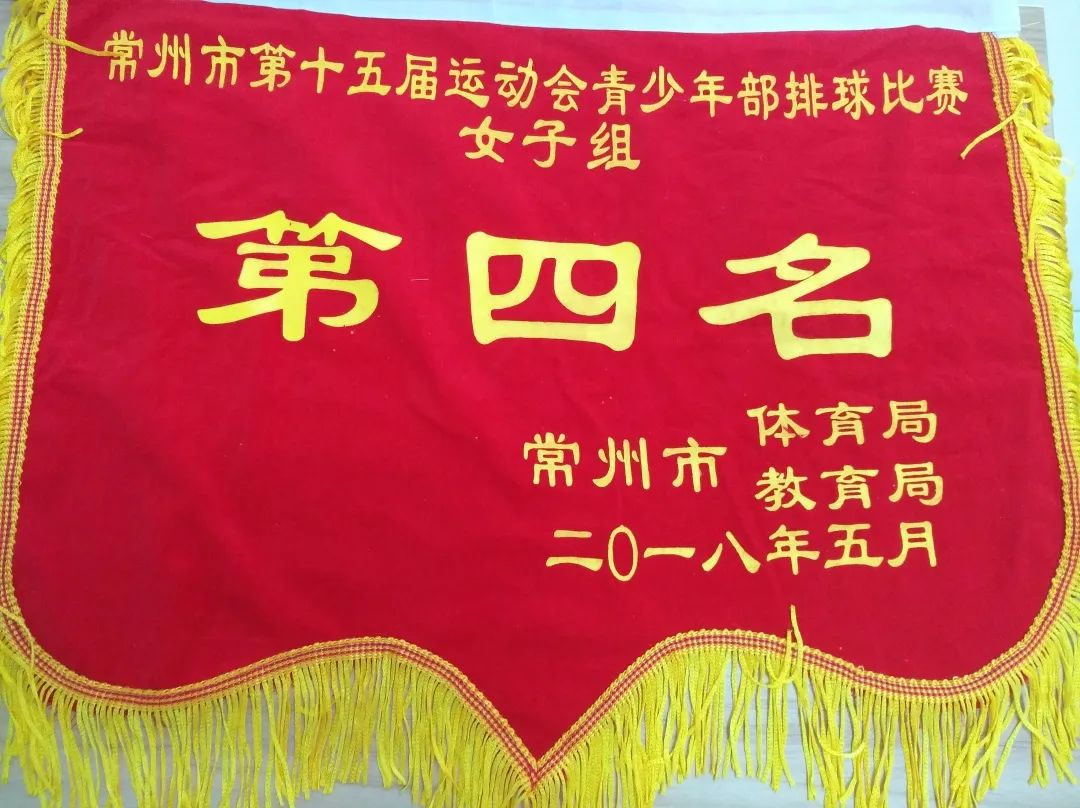 常州市第十五届运动会青少年部排球比赛
女子组
第四名
常州市 体育局
教育局
二〇一八年五月